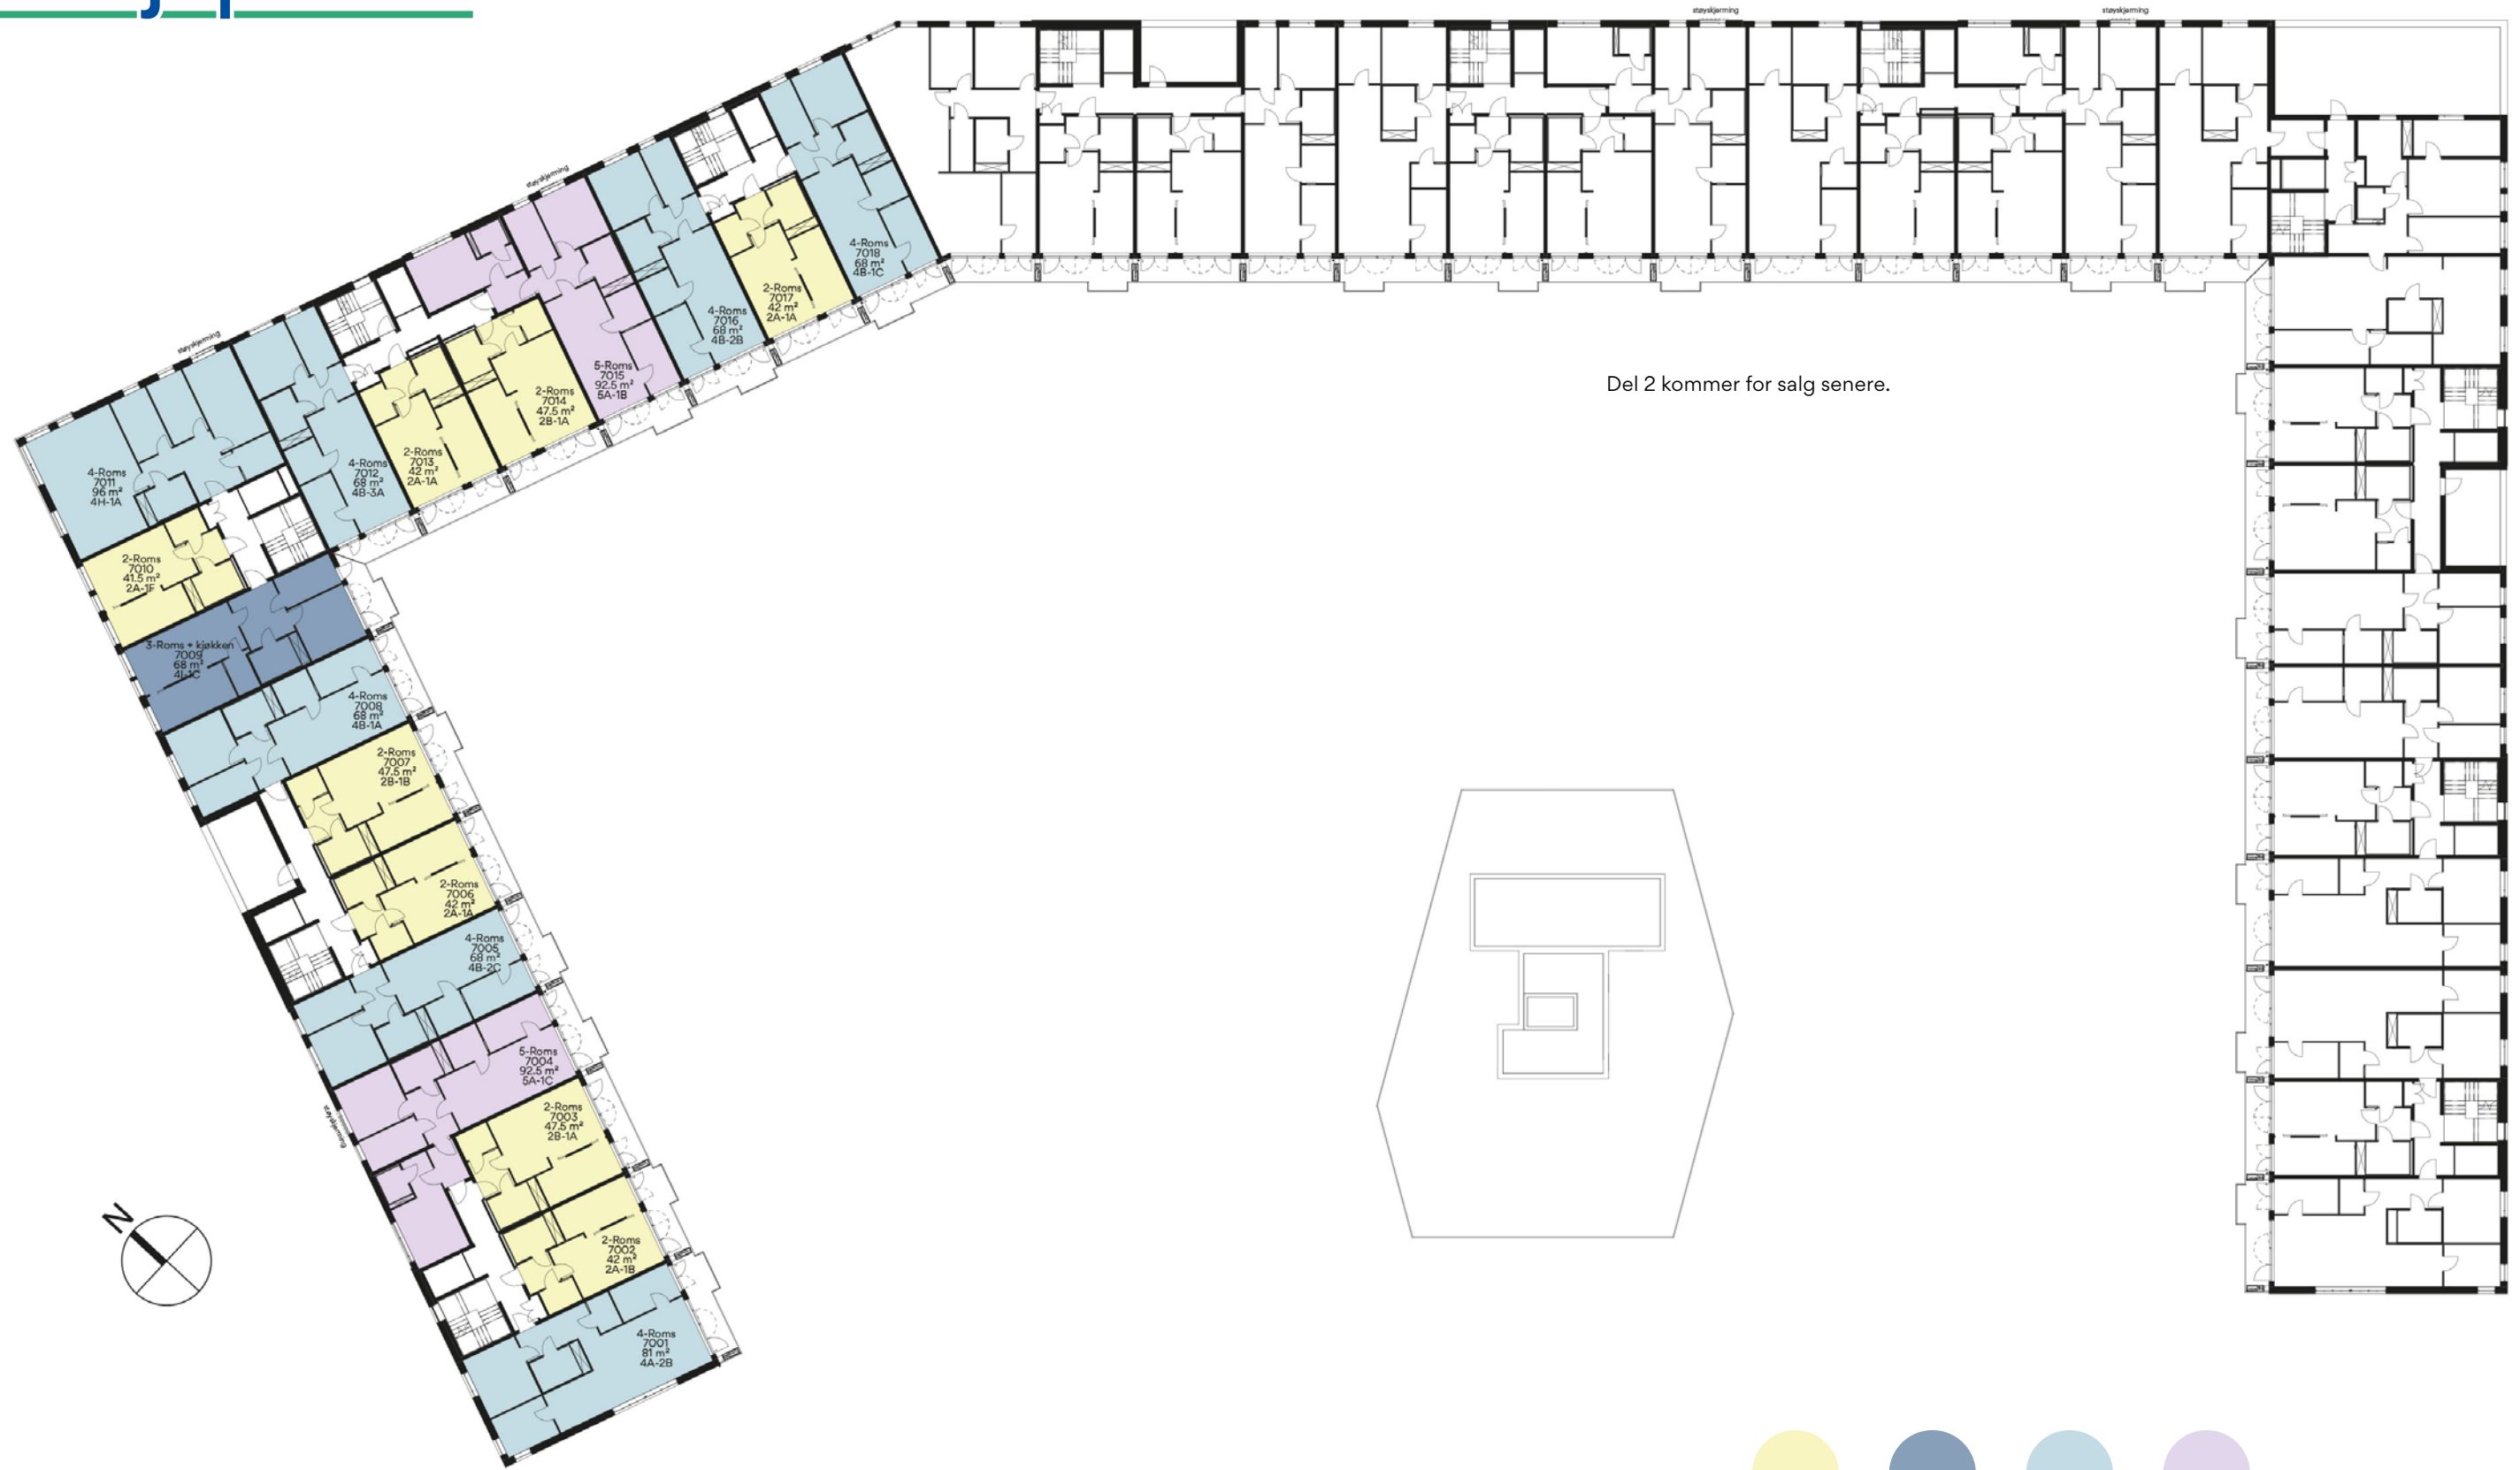 støyskjerming
støyskjerming
støyskjerming
støyskjerming
4-Roms
7018
68 m²
4B-1C
2-Roms
7017
42 m²
2A-1A
4-Roms
7016
68 m²
4B-2B
5-Roms
7015
92.5 m²
5A-1B
2-Roms
7014
47.5 m²
2B-1A
2-Roms
7013
42 m²
2A-1A
4-Roms
7012
68 m²
4B-3A
4-Roms
7011
96 m²
4H-1A
2-Roms
7010
41.5 m²
2A-1F
3-Roms + kjøkken
7009
68 m²
4L-1C
4-Roms
7008
68 m²
4B-1A
2-Roms
7007
47.5 m²
2B-1B
2-Roms
7006
42 m²
2A-1A
4-Roms
7005
68 m²
4B-2C
5-Roms
7004
92.5 m²
5A-1C
støyskjerming
2-Roms
7003
47.5 m²
2B-1A
2-Roms
7002
42 m²
2A-1B
4-Roms
7001
81 m²
4A-2B
Del 2 kommer for salg senere.
N